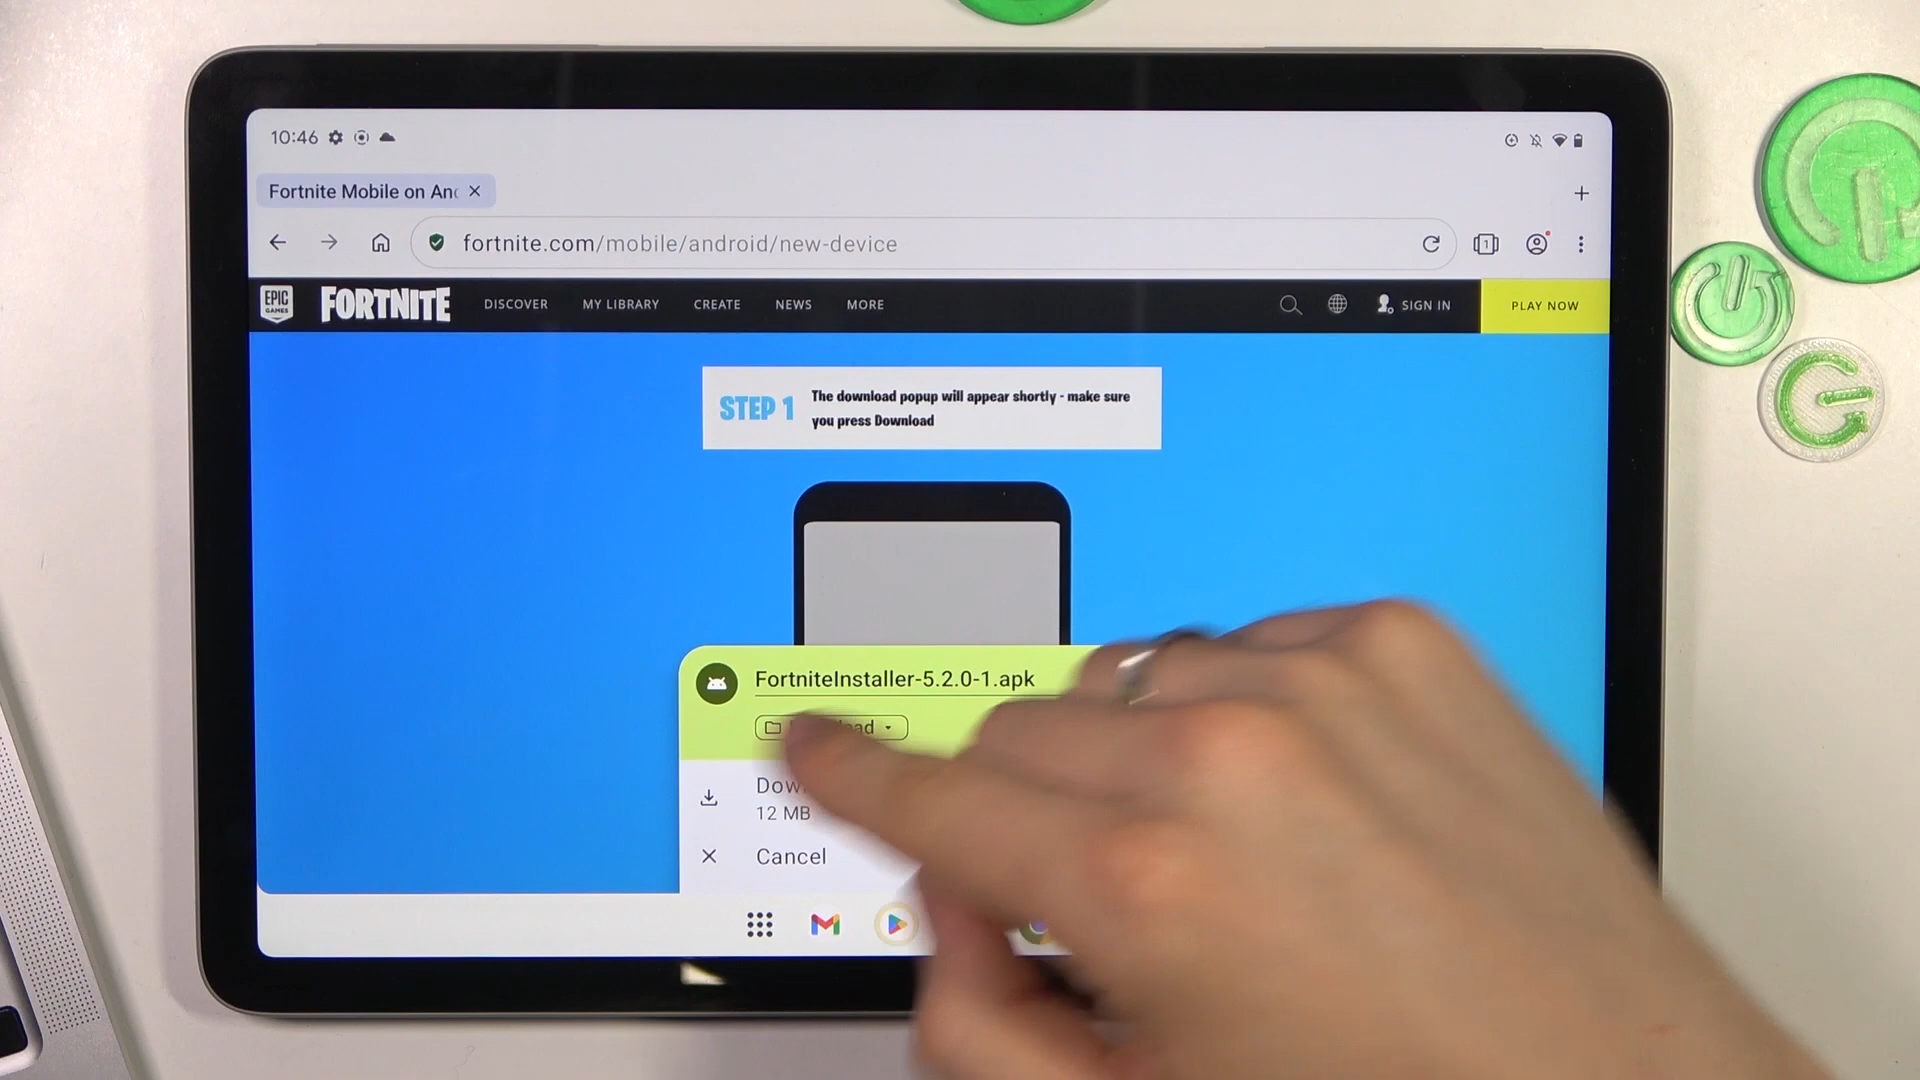 10:46
Fortnite Mobile on An
fortnite.com/mobile/android/new-device
1
EPIC GAMES
FORTNITE
DISCOVER
MY LIBRARY
CREATE
NEWS
MORE
SIGN IN
PLAY NOW
STEP 1
The download popup will appear shortly - make sure
you press Download
FortniteInstaller-5.2.0-1.apk
12 MB
Cancel